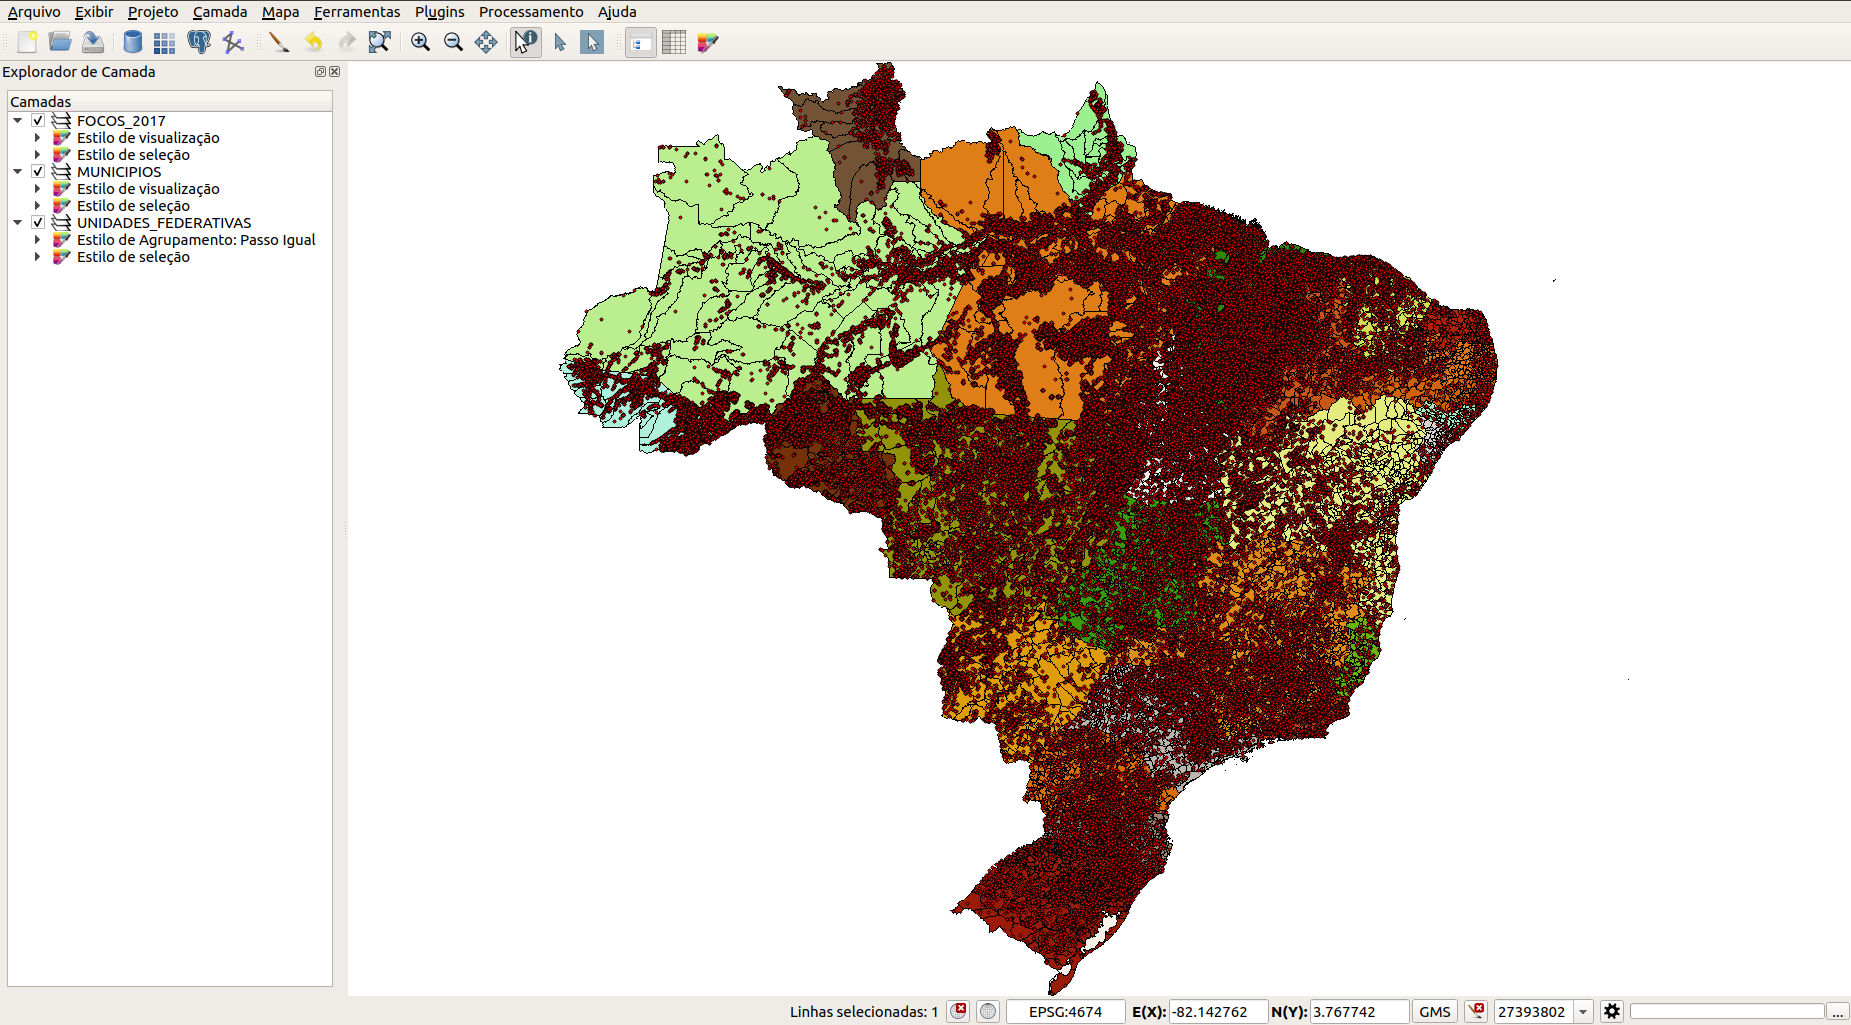 Arquivo Exibir Projeto Camada Mapa Ferramentas Plugins Processamento Ajuda
Explorador de Camada
Camadas
FOCOS_2017
Estilo de visualização
Estilo de seleção
MUNICIPIOS
Estilo de visualização
Estilo de seleção
UNIDADES_FEDERATIVAS
Estilo de Agrupamento: Passo Igual
Estilo de seleção
Linhas selecionadas: 1 EPSG:4674 E(X): -82.142762 N(Y): 3.767742 GMS 27393802 ...